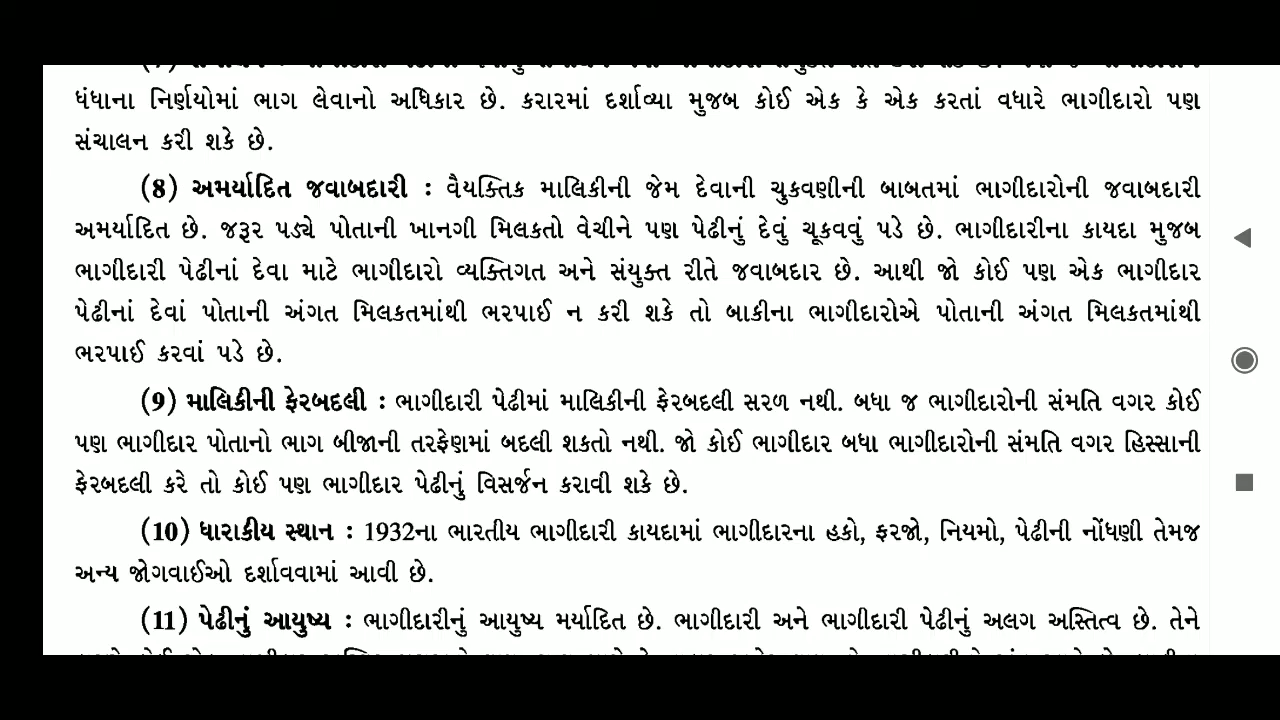 ધંધાના નિર્ણયોમાં ભાગ લેવાનો અધિકાર છે. કરારમાં દર્શાવ્યા મુજબ કોઈ એક કે એક કરતાં વધારે ભાગીદારો પણ
સંચાલન કરી શકે છે.
(8) અમર્યાદિત જવાબદારી : વૈયક્તિક માલિકીની જેમ દેવાની ચુકવણીની બાબતમાં ભાગીદારોની જવાબદારી
અમર્યાદિત છે. જરૂર પડ્યે પોતાની ખાનગી મિલકતો વેચીને પણ પેઢીનું દેવું ચૂકવવું પડે છે. ભાગીદારીના કાયદા મુજબ
ભાગીદારી પેઢીનાં દેવા માટે ભાગીદારો વ્યક્તિગત અને સંયુક્ત રીતે જવાબદાર છે. આથી જો કોઈ પણ એક ભાગીદાર
પેઢીનાં દેવાં પોતાની અંગત મિલકતમાંથી ભરપાઈ ન કરી શકે તો બાકીના ભાગીદારોએ પોતાની અંગત મિલકતમાંથી
ભરપાઈ કરવાં પડે છે.
(9) માલિકીની ફેરબદલી : ભાગીદારી પેઢીમાં માલિકીની ફેરબદલી સરળ નથી. બધા જ ભાગીદારોની સંમતિ વગર કોઈ
પણ ભાગીદાર પોતાનો ભાગ બીજાની તરફેણમાં બદલી શકતો નથી. જો કોઈ ભાગીદાર બધા ભાગીદારોની સંમતિ વગર હિસ્સાની
ફેરબદલી કરે તો કોઈ પણ ભાગીદાર પેઢીનું વિસર્જન કરાવી શકે છે.
(10) ધારાકીય સ્થાન : 1932ના ભારતીય ભાગીદારી કાયદામાં ભાગીદારના હકો, ફરજો, નિયમો, પેઢીની નોંધણી તેમજ
અન્ય જોગવાઈઓ દર્શાવવામાં આવી છે.
(11) પેઢીનું આયુષ્ય : ભાગીદારીનું આયુષ્ય મર્યાદિત છે. ભાગીદારી અને ભાગીદારી પેઢીનું અલગ અસ્તિત્વ છે. તેને